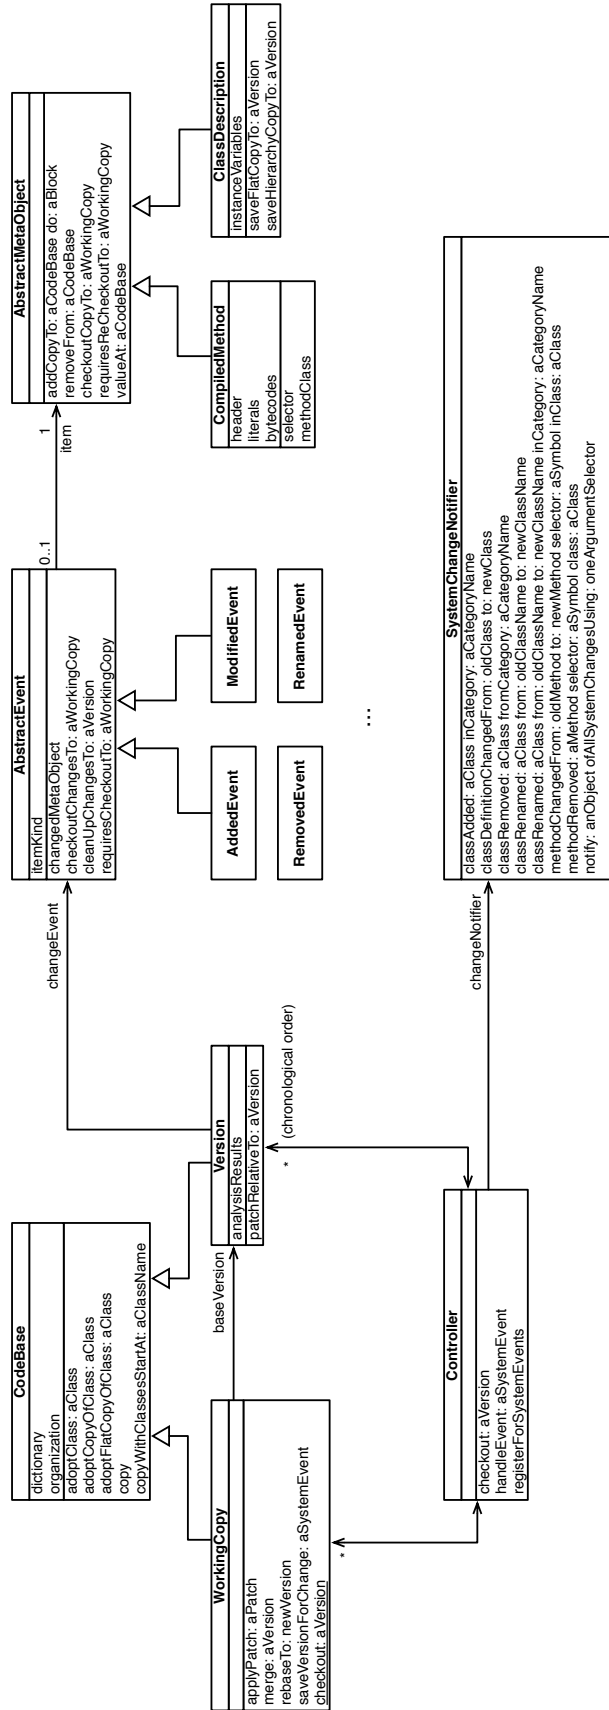 CodeBase
dictionary
organization
adoptClass: aClass
adoptCopyOfClass: aClass
adoptFlatCopyOfClass: aClass
copy
copyWithClassesStartAt: aClassName
AbstractEvent
itemKind
changedMetaObject
checkoutChangesTo: aWorkingCopy
cleanUpChangesTo: aVersion
requiresCheckoutTo: aWorkingCopy
0..1
1
item
AbstractMetaObject
addCopyTo: aCodeBase do: aBlock
removeFrom: aCodeBase
checkoutCopyTo: aWorkingCopy
requiresReCheckoutTo: aWorkingCopy
valueAt: aCodeBase
changeEvent
WorkingCopy
applyPatch: aPatch
merge: aVersion
rebaseTo: newVersion
saveVersionForChange: aSystemEvent
checkout: aVersion
baseVersion
Version
analysisResults
patchRelativeTo: aVersion
AddedEvent
ModifiedEvent
RemovedEvent
RenamedEvent
...
CompiledMethod
header
literals
bytecodes
selector
methodClass
ClassDescription
instanceVariables
saveFlatCopyTo: aVersion
saveHierarchyCopyTo: aVersion
*
*
(chronological order)
Controller
checkout: aVersion
handleEvent: aSystemEvent
registerForSystemEvents
changeNotifier
SystemChangeNotifier
classAdded: aClass inCategory: aCategoryName
classDefinitionChangedFrom: oldClass to: newClass
classRemoved: aClass fromCategory: aCategoryName
classRenamed: aClass from: oldClassName to: newClassName
classRenamed: aClass from: oldClassName to: newClassName inCategory: aCategoryName
methodChangedFrom: oldMethod to: newMethod selector: aSymbol inClass: aClass
methodRemoved: aMethod selector: aSymbol class: aClass
notify: anObject ofAllSystemChangesUsing: oneArgumentSelector